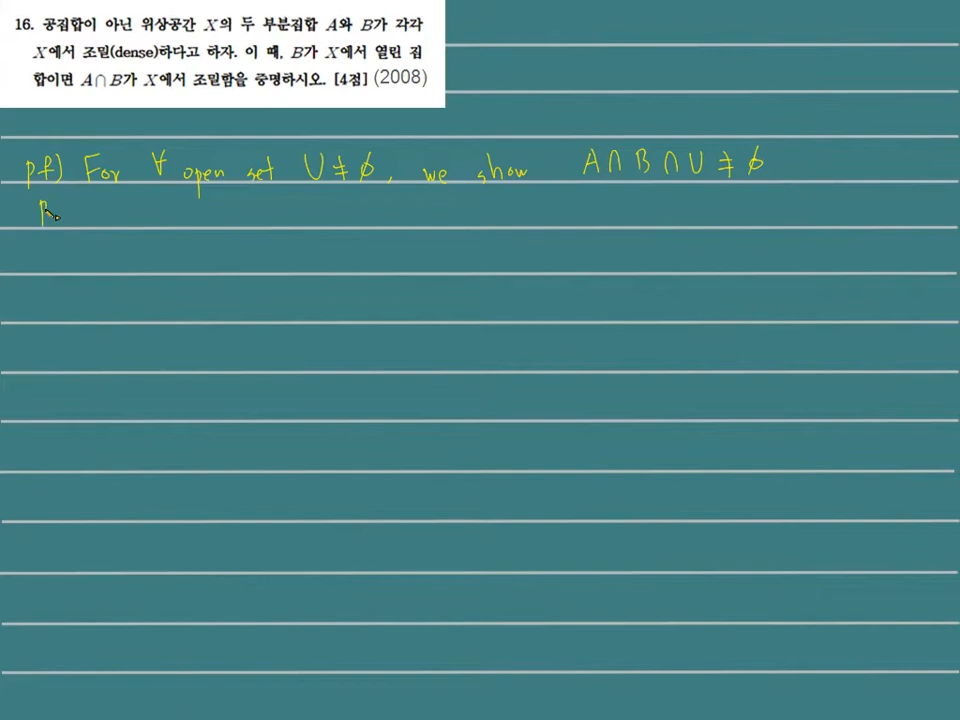 16. 공집합이 아닌 위상공간 X의 두 부분집합 A와 B가 각각
X에서 조밀(dense)하다고 하자. 이 때, B가 X에서 열린 집
합이면 A∩B가 X에서 조밀함을 증명하시오. [4점] (2008)
pf) For ∀ open set U ≠ ∅, we show A∩B∩U ≠ ∅